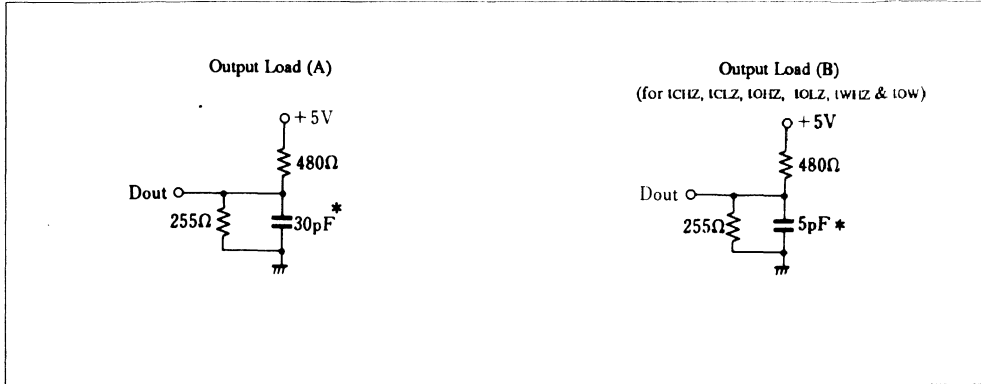 Output Load (A)
+5V
480Ω
Dout
255Ω
30pF*
Output Load (B)
(for tCHZ, tCLZ, tOHZ, tOLZ, tWHZ & tOW)
+5V
480Ω
Dout
255Ω
5pF *